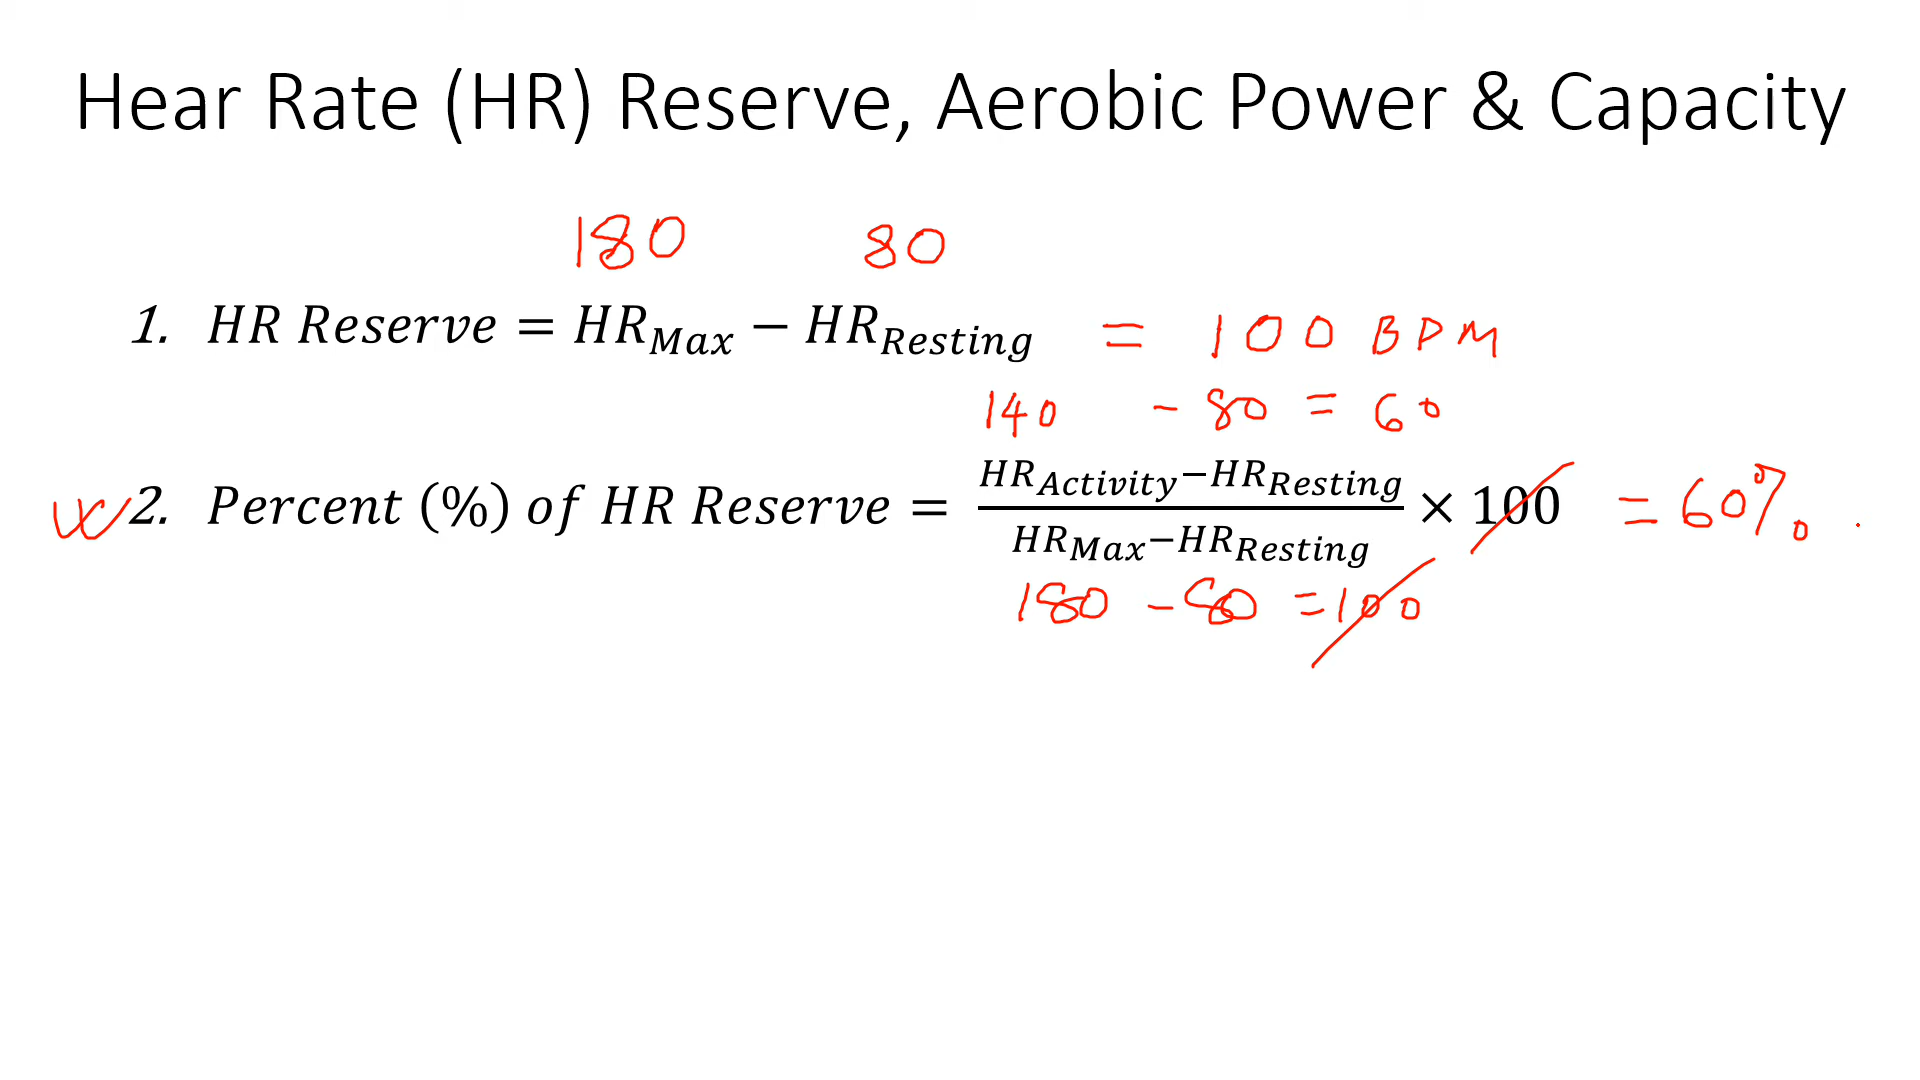 Hear Rate (HR) Reserve, Aerobic Power & Capacity
180 80
1. HR Reserve = HR_Max − HR_Resting = 100 BPM
140 - 80 = 60
2. Percent (%) of HR Reserve = (HR_Activity−HR_Resting)/(HR_Max−HR_Resting) × 100 = 60%.
180 - 80 = 100